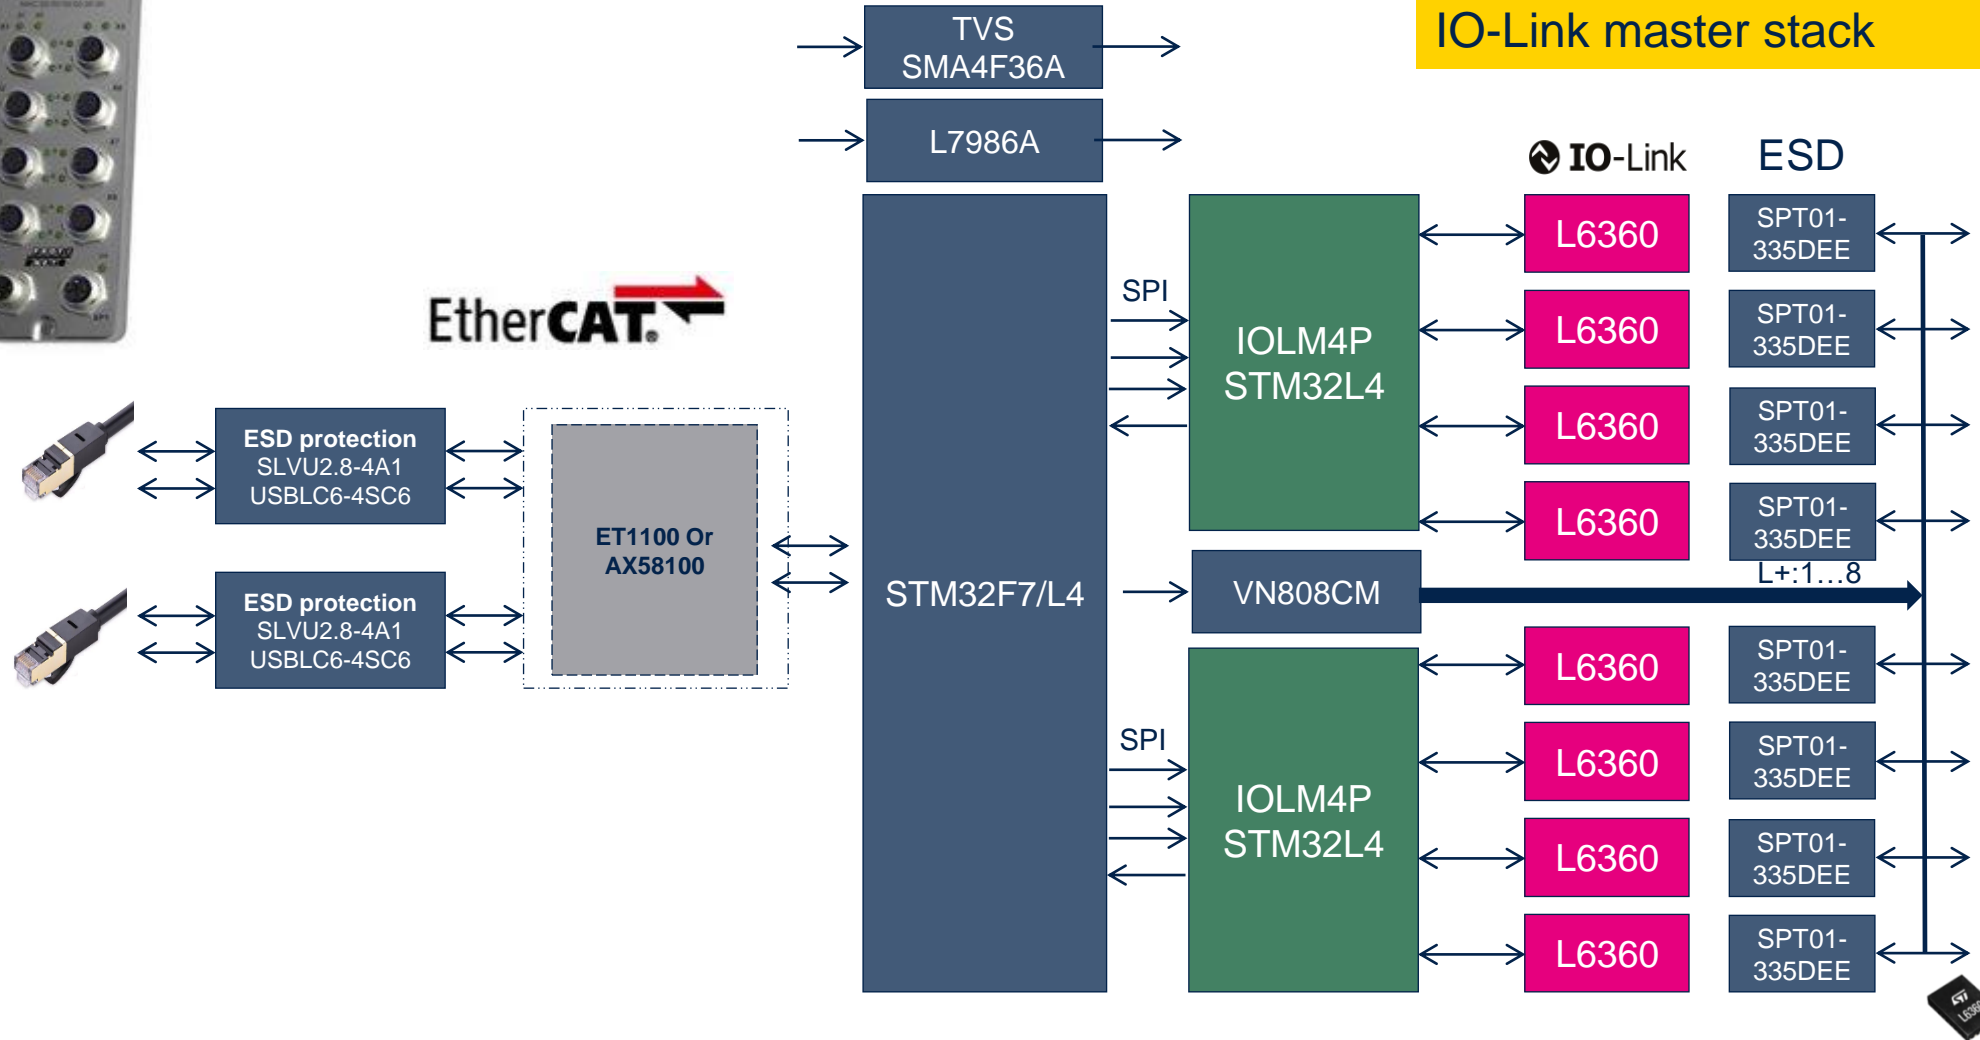 IO-Link master stack
TVS
SMA4F36A
L7986A
IO-Link
ESD
EtherCAT®
ESD protection
SLVU2.8-4A1
USBLC6-4SC6
ESD protection
SLVU2.8-4A1
USBLC6-4SC6
ET1100 Or
AX58100
STM32F7/L4
SPI
IOLM4P
STM32L4
VN808CM
SPI
IOLM4P
STM32L4
L6360
SPT01-
335DEE
L6360
SPT01-
335DEE
L6360
SPT01-
335DEE
L6360
SPT01-
335DEE
L+:1...8
L6360
SPT01-
335DEE
L6360
SPT01-
335DEE
L6360
SPT01-
335DEE
L6360
SPT01-
335DEE
ST
L6360